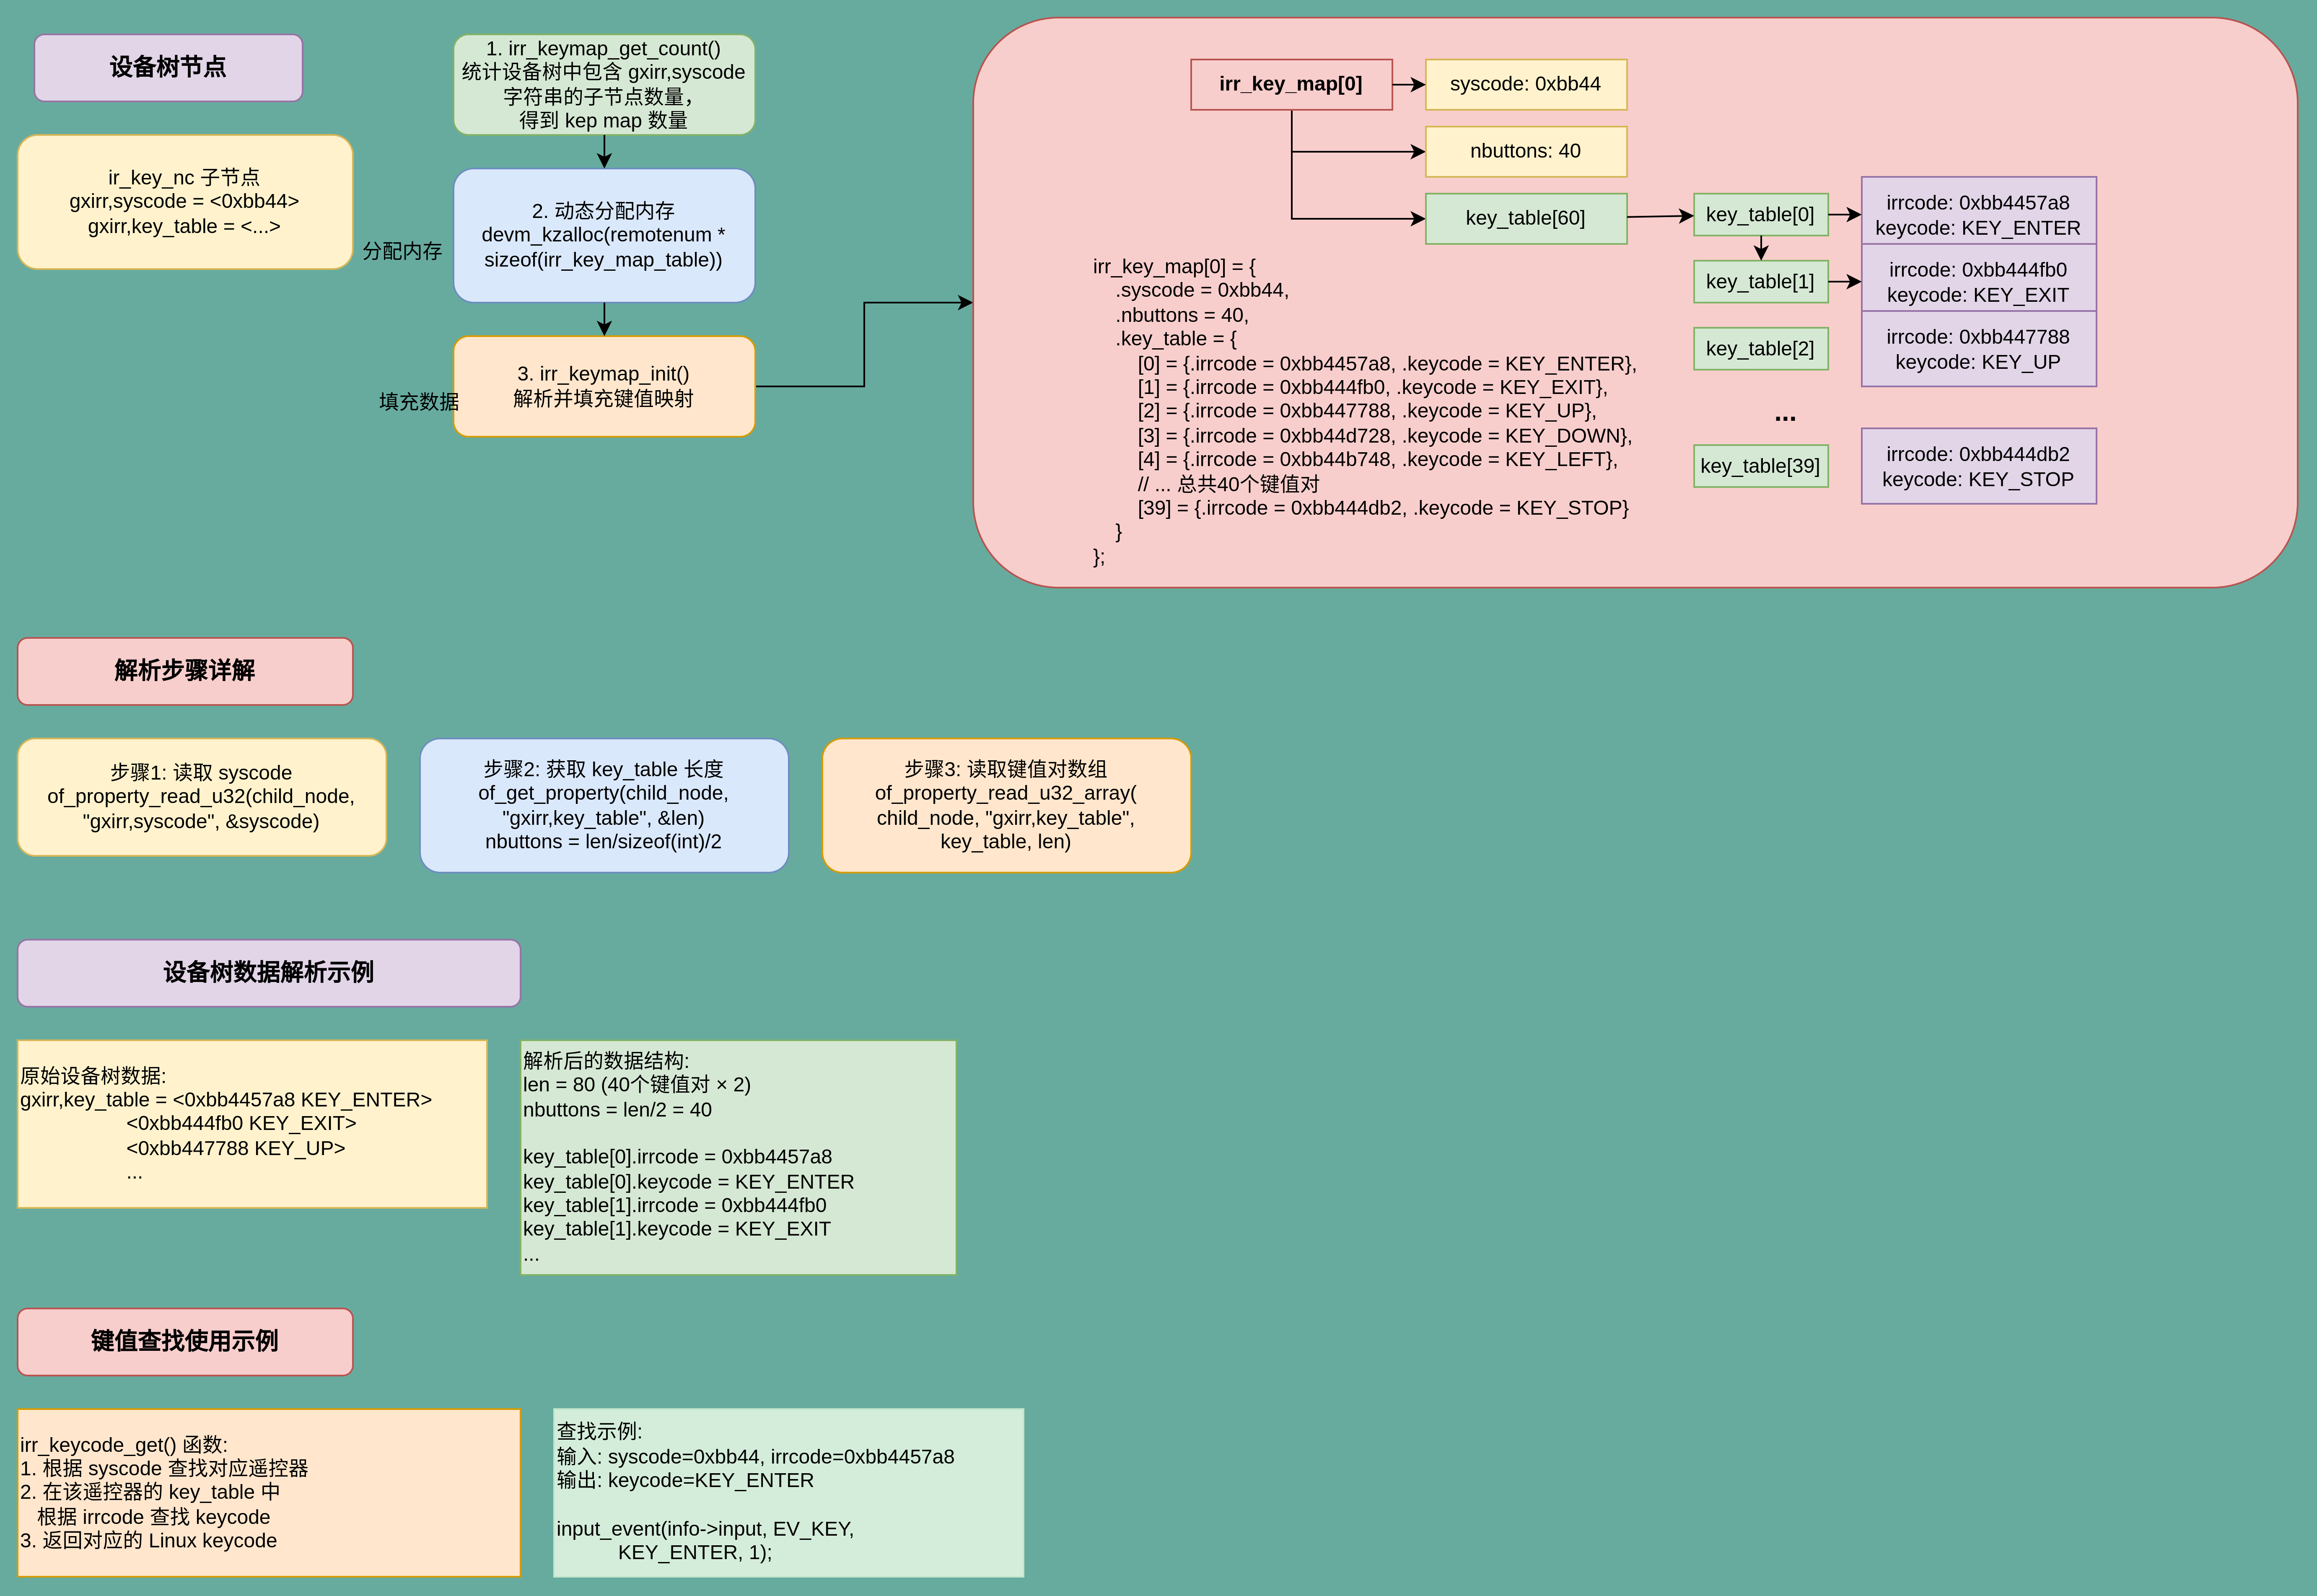 设备树节点
ir_key_nc 子节点
gxirr,syscode = <0xbb44>
gxirr,key_table = <...>
1. irr_keymap_get_count()
统计设备树中包含 gxirr,syscode
字符串的子节点数量，
得到 kep map 数量
分配内存
2. 动态分配内存
devm_kzalloc(remotenum *
sizeof(irr_key_map_table))
填充数据
3. irr_keymap_init()
解析并填充键值映射
irr_key_map[0]
syscode: 0xbb44
nbuttons: 40
key_table[60]
key_table[0]
irrcode: 0xbb4457a8
keycode: KEY_ENTER
key_table[1]
irrcode: 0xbb444fb0
keycode: KEY_EXIT
key_table[2]
irrcode: 0xbb447788
keycode: KEY_UP
...
key_table[39]
irrcode: 0xbb444db2
keycode: KEY_STOP
irr_key_map[0] = {
.syscode = 0xbb44,
.nbuttons = 40,
.key_table = {
[0] = {.irrcode = 0xbb4457a8, .keycode = KEY_ENTER},
[1] = {.irrcode = 0xbb444fb0, .keycode = KEY_EXIT},
[2] = {.irrcode = 0xbb447788, .keycode = KEY_UP},
[3] = {.irrcode = 0xbb44d728, .keycode = KEY_DOWN},
[4] = {.irrcode = 0xbb44b748, .keycode = KEY_LEFT},
// ... 总共40个键值对
[39] = {.irrcode = 0xbb444db2, .keycode = KEY_STOP}
}
};
解析步骤详解
步骤1: 读取 syscode
of_property_read_u32(child_node,
"gxirr,syscode", &syscode)
步骤2: 获取 key_table 长度
of_get_property(child_node,
"gxirr,key_table", &len)
nbuttons = len/sizeof(int)/2
步骤3: 读取键值对数组
of_property_read_u32_array(
child_node, "gxirr,key_table",
key_table, len)
设备树数据解析示例
原始设备树数据:
gxirr,key_table = <0xbb4457a8 KEY_ENTER>
<0xbb444fb0 KEY_EXIT>
<0xbb447788 KEY_UP>
...
解析后的数据结构:
len = 80 (40个键值对 × 2)
nbuttons = len/2 = 40
key_table[0].irrcode = 0xbb4457a8
key_table[0].keycode = KEY_ENTER
key_table[1].irrcode = 0xbb444fb0
key_table[1].keycode = KEY_EXIT
...
键值查找使用示例
irr_keycode_get() 函数:
1. 根据 syscode 查找对应遥控器
2. 在该遥控器的 key_table 中
根据 irrcode 查找 keycode
3. 返回对应的 Linux keycode
查找示例:
输入: syscode=0xbb44, irrcode=0xbb4457a8
输出: keycode=KEY_ENTER
input_event(info->input, EV_KEY,
KEY_ENTER, 1);